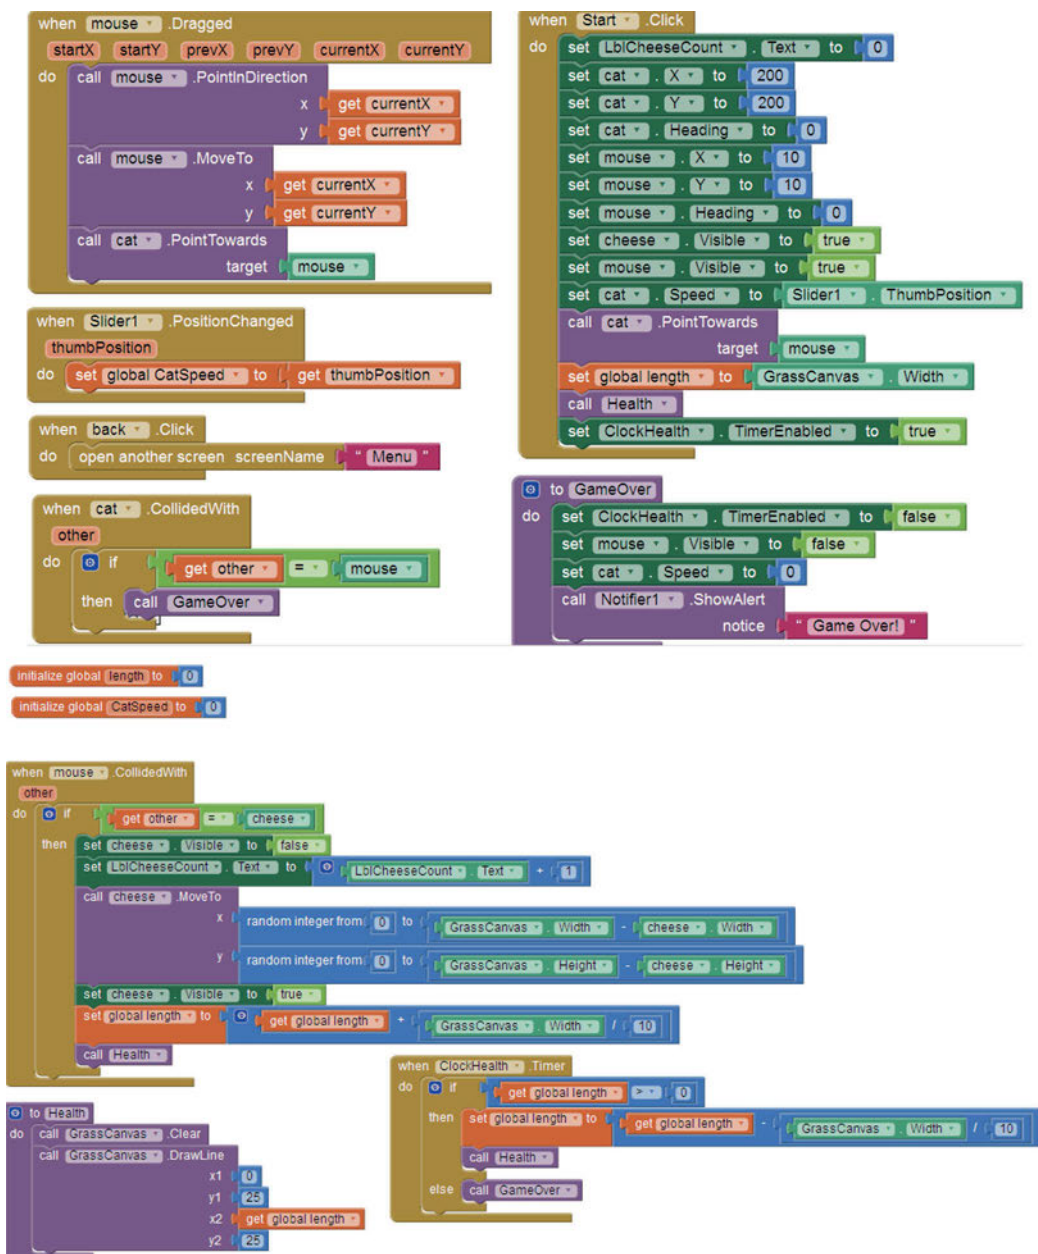 when mouse .Dragged
startX startY prevX prevY currentX currentY
do call mouse .PointInDirection
x get currentX
y get currentY
call mouse .MoveTo
x get currentX
y get currentY
call cat .PointTowards
target mouse
when Slider1 .PositionChanged
thumbPosition
do set global CatSpeed to get thumbPosition
when back .Click
do open another screen screenName " Menu "
when cat .CollidedWith
other
do if get other = mouse
then call GameOver
when Start .Click
do set LblCheeseCount . Text to 0
set cat . X to 200
set cat . Y to 200
set cat . Heading to 0
set mouse . X to 10
set mouse . Y to 10
set mouse . Heading to 0
set cheese . Visible to true
set mouse . Visible to true
set cat . Speed to Slider1 . ThumbPosition
call cat .PointTowards
target mouse
set global length to GrassCanvas . Width
call Health
set ClockHealth . TimerEnabled to true
to GameOver
do set ClockHealth . TimerEnabled to false
set mouse . Visible to false
set cat . Speed to 0
call Notifier1 .ShowAlert
notice " Game Over! "
initialize global length to 0
initialize global CatSpeed to 0
when mouse .CollidedWith
other
do if get other = cheese
then set cheese . Visible to false
set LblCheeseCount . Text to LblCheeseCount . Text + 1
call cheese .MoveTo
x random integer from 0 to GrassCanvas . Width - cheese . Width
y random integer from 0 to GrassCanvas . Height - cheese . Height
set cheese . Visible to true
set global length to get global length + GrassCanvas . Width / 10
call Health
to Health
do call GrassCanvas .Clear
call GrassCanvas .DrawLine
x1 0
y1 25
x2 get global length
y2 25
when ClockHealth .Timer
do if get global length > 0
then set global length to get global length - GrassCanvas . Width / 10
call Health
else call GameOver